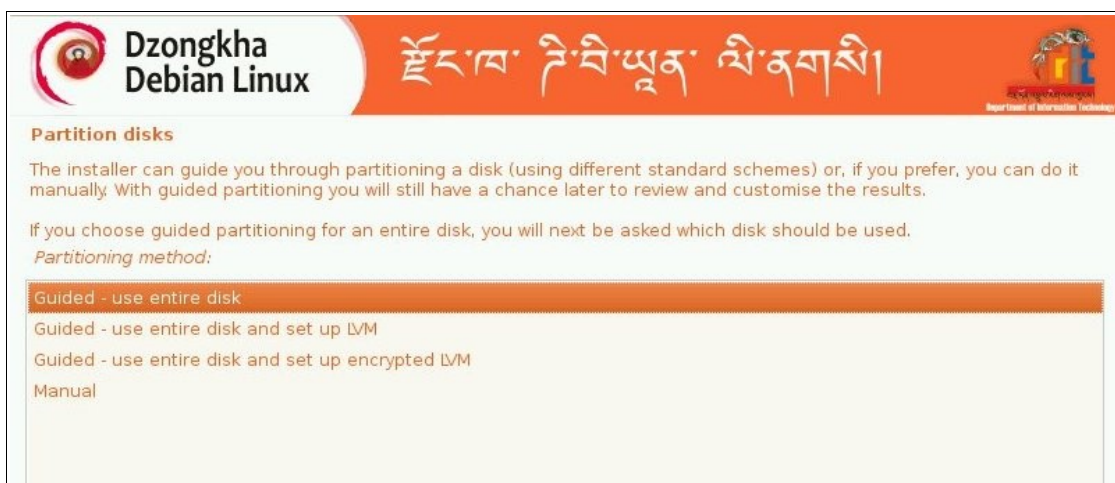 Dzongkha
Debian Linux
རྫོང་ཁ་ ཌེ་བི་ཡཱན་ ལི་ནགསི།
Department of Information Technology
Partition disks
The installer can guide you through partitioning a disk (using different standard schemes) or, if you prefer, you can do it
manually. With guided partitioning you will still have a chance later to review and customise the results.
If you choose guided partitioning for an entire disk, you will next be asked which disk should be used.
Partitioning method:
Guided - use entire disk
Guided - use entire disk and set up LVM
Guided - use entire disk and set up encrypted LVM
Manual